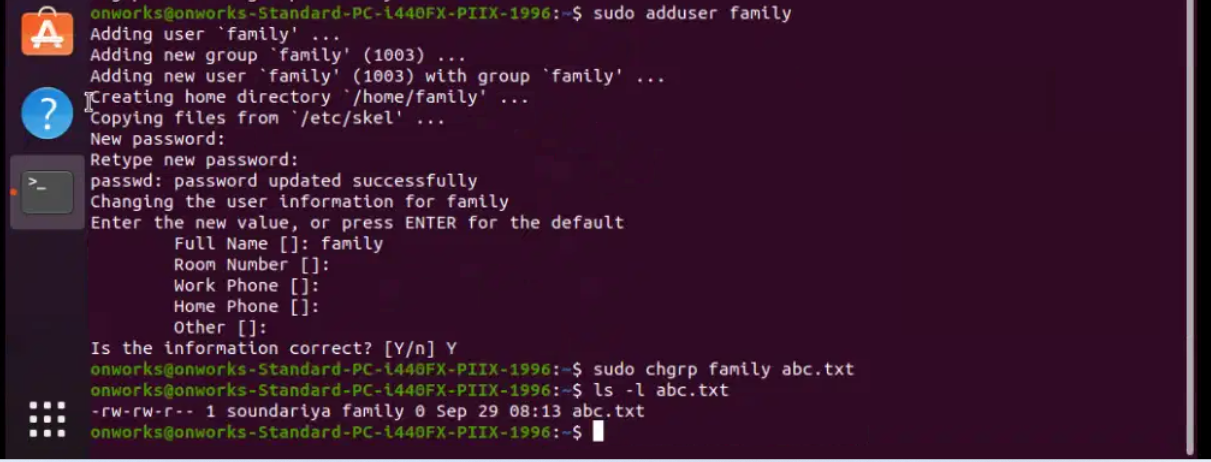 onworks@onworks-Standard-PC-i440FX-PIIX-1996:~$ sudo adduser family
Adding user `family' ...
Adding new group `family' (1003) ...
Adding new user `family' (1003) with group `family' ...
Creating home directory `/home/family' ...
Copying files from `/etc/skel' ...
New password:
Retype new password:
passwd: password updated successfully
Changing the user information for family
Enter the new value, or press ENTER for the default
Full Name []: family
Room Number []:
Work Phone []:
Home Phone []:
Other []:
Is the information correct? [Y/n] Y
onworks@onworks-Standard-PC-i440FX-PIIX-1996:~$ sudo chgrp family abc.txt
onworks@onworks-Standard-PC-i440FX-PIIX-1996:~$ ls -l abc.txt
-rw-rw-r-- 1 soundariya family 0 Sep 29 08:13 abc.txt
onworks@onworks-Standard-PC-i440FX-PIIX-1996:~$